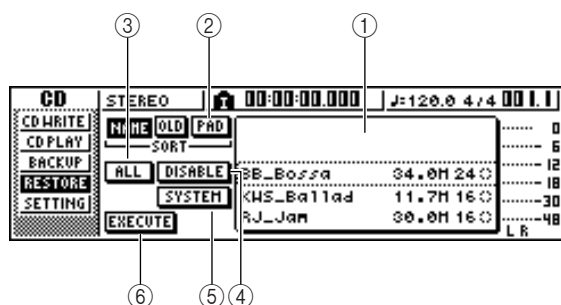 ③ ② ①
CD STEREO 00:00:00.000 ♩=120.0 4/4 001.1
CD WRITE NAME OLD PAD 0
CD PLAY SORT 6
BACKUP ALL DISABLE BB_Bossa 34.0M 24 12
RESTORE SYSTEM KWS_Ballad 11.7M 16 30
SETTING EXECUTE RJ_Jam 30.0M 16 48
18
L R
⑥ ⑤ ④